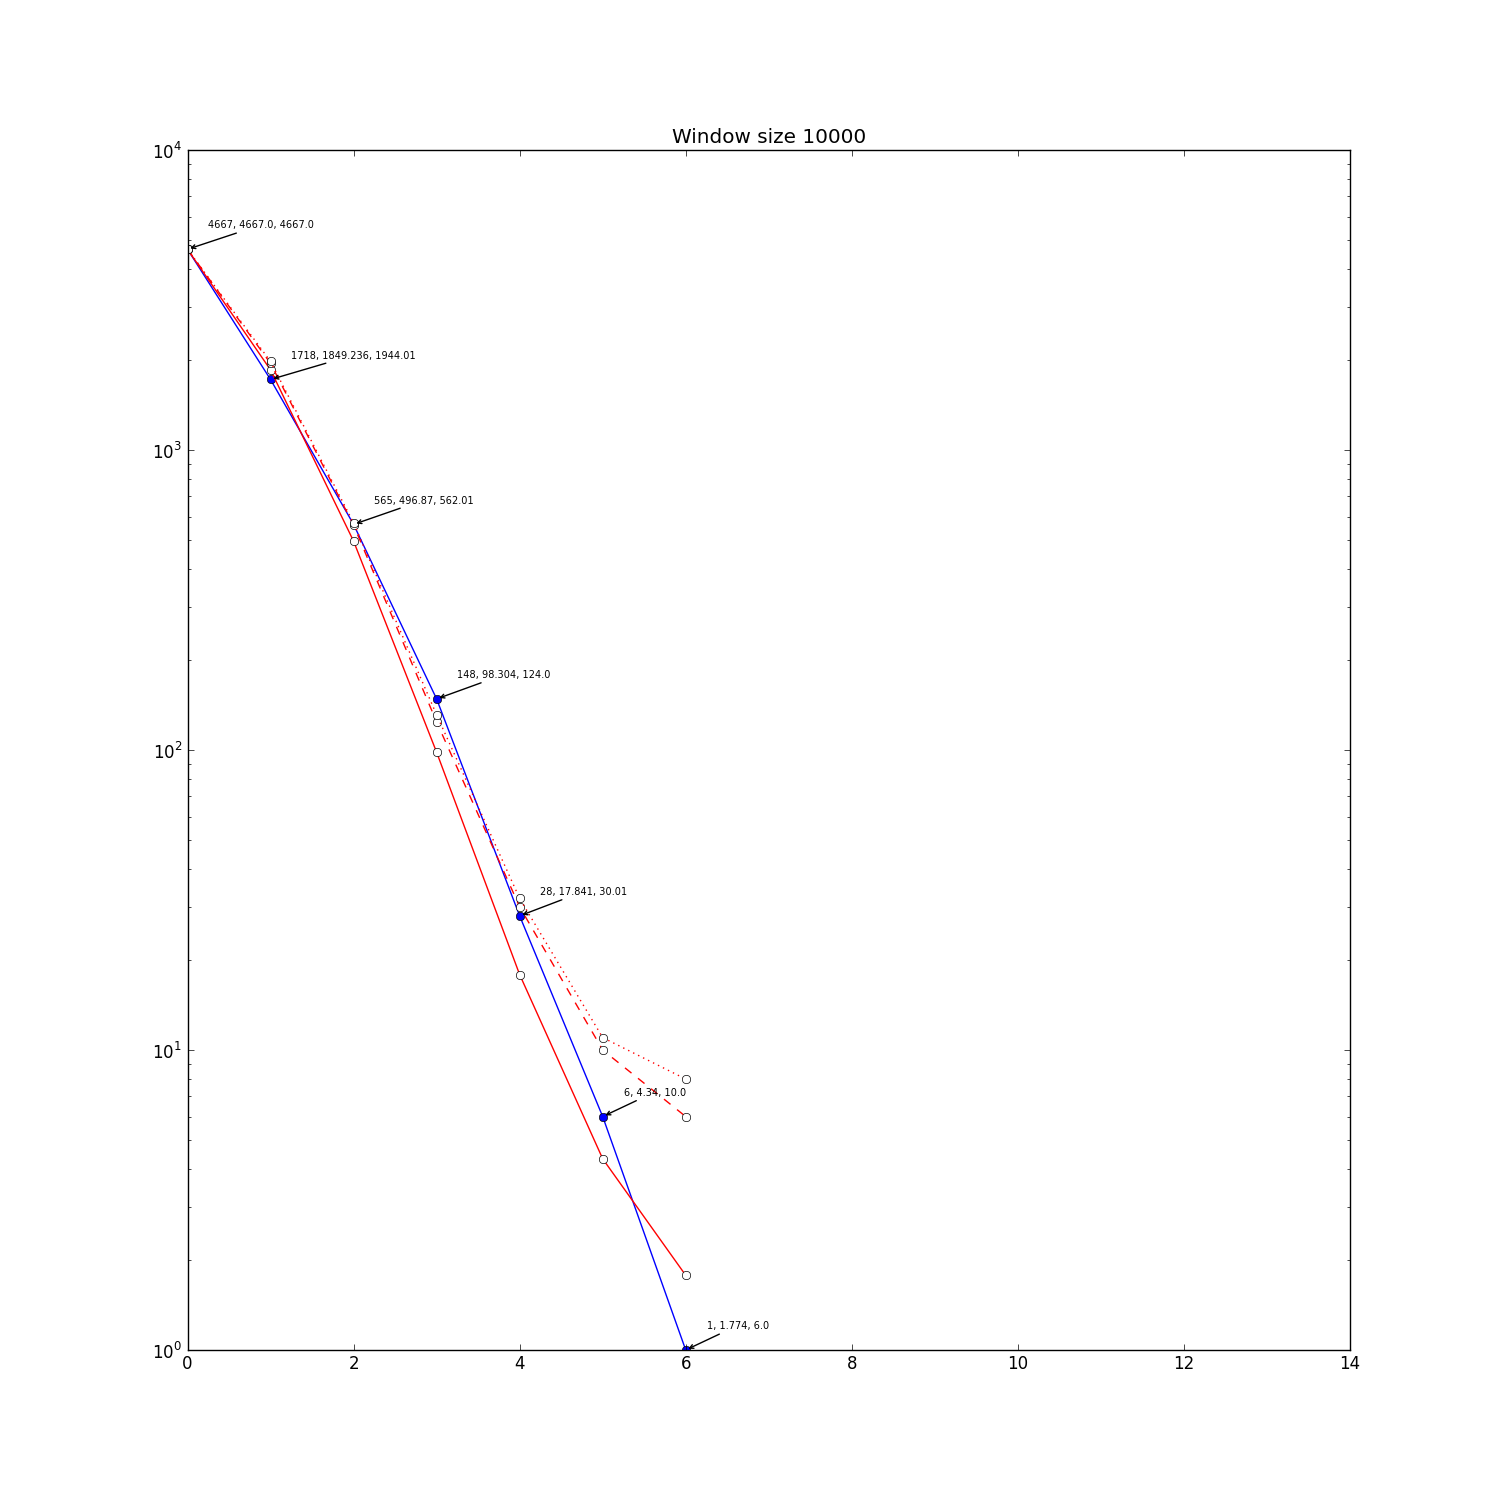 Window size 10000
10^4
4667, 4667.0, 4667.0
1718, 1849.236, 1944.01
10^3
565, 496.87, 562.01
148, 98.304, 124.0
10^2
28, 17.841, 30.01
10^1
6, 4.34, 10.0
1, 1.774, 6.0
10^0
0 2 4 6 8 10 12 14